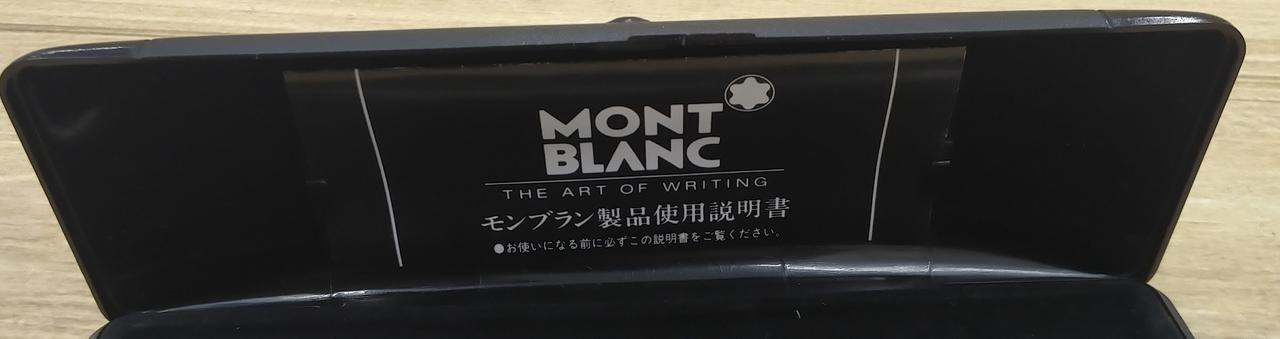 MONT
BLANC
THE ART OF WRITING
モンブラン製品使用説明書
●お使いになる前に必ずこの説明書をご覧ください。